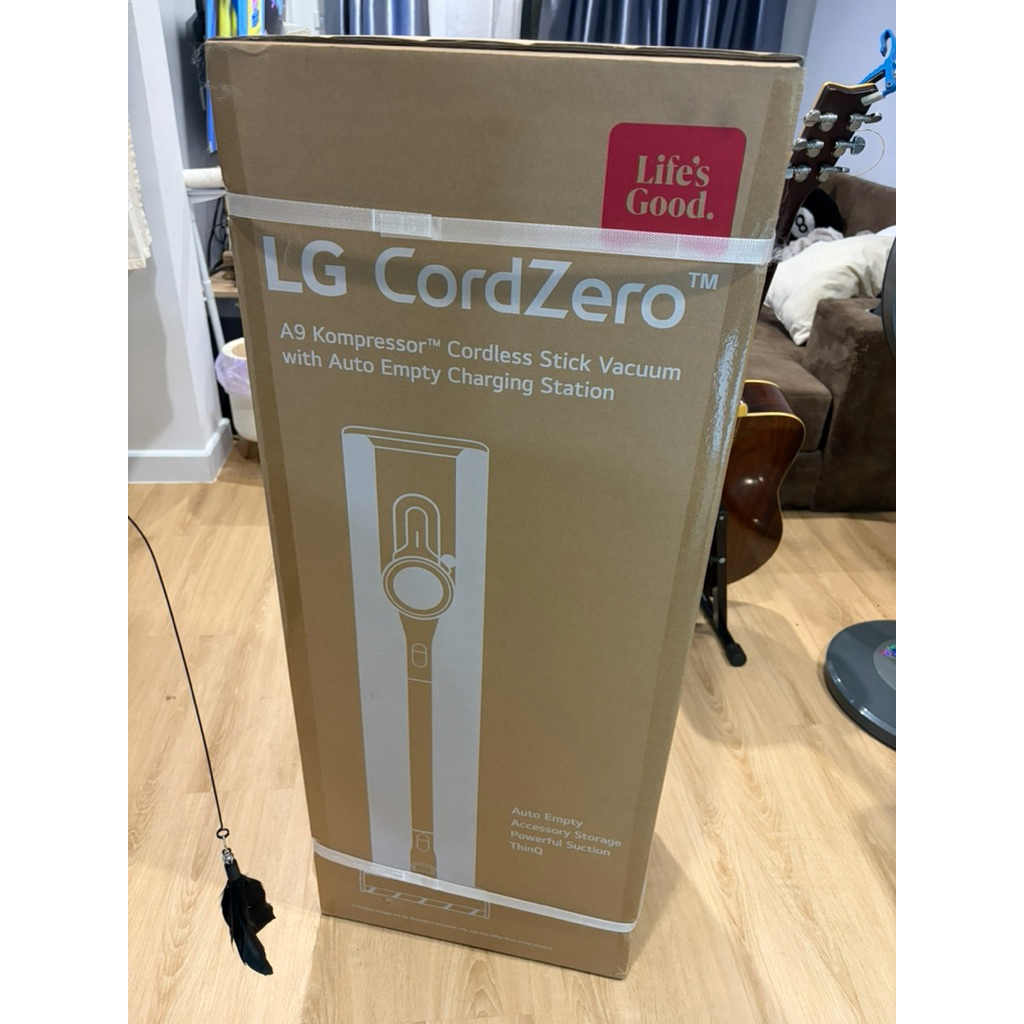 Life's
Good.
LG CordZero™
A9 Kompressor™ Cordless Stick Vacuum
with Auto Empty Charging Station
Auto Empty
Accessory Storage
Powerful Suction
ThinQ
8